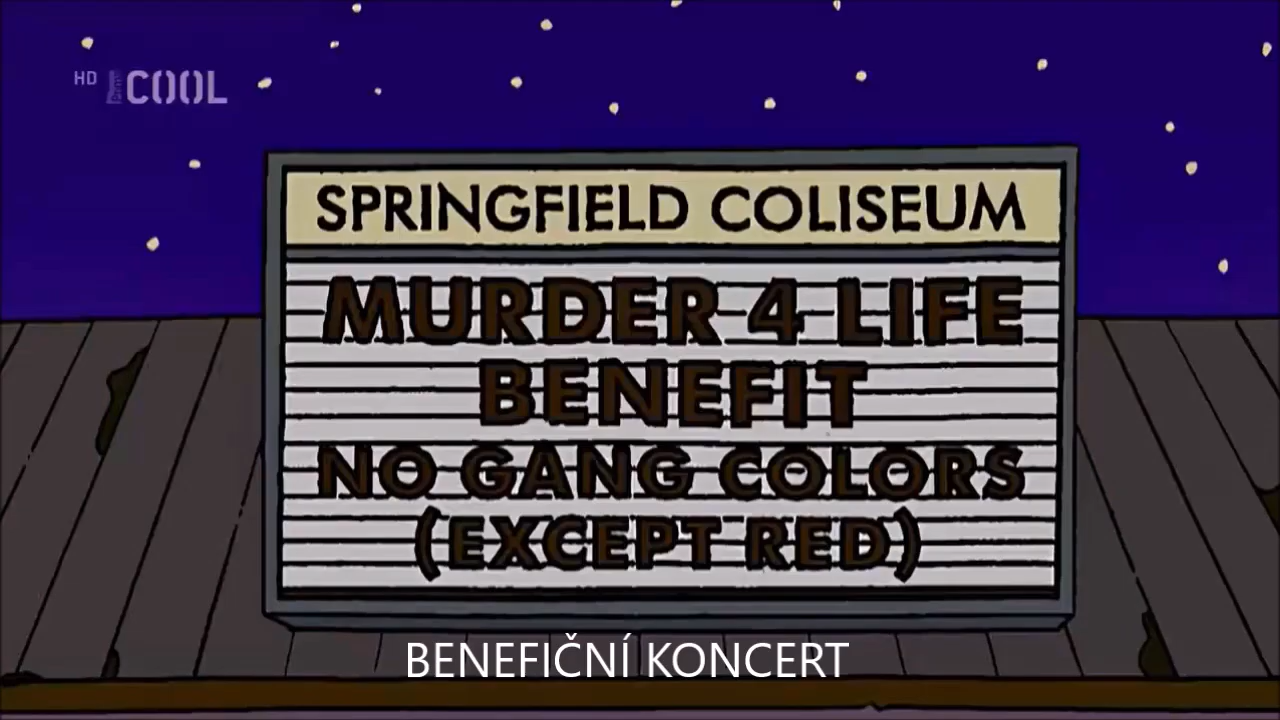 HD COOL
SPRINGFIELD COLISEUM
MURDER 4 LIFE
BENEFIT
NO GANG COLORS
(EXCEPT RED)
BENEFIČNÍ KONCERT